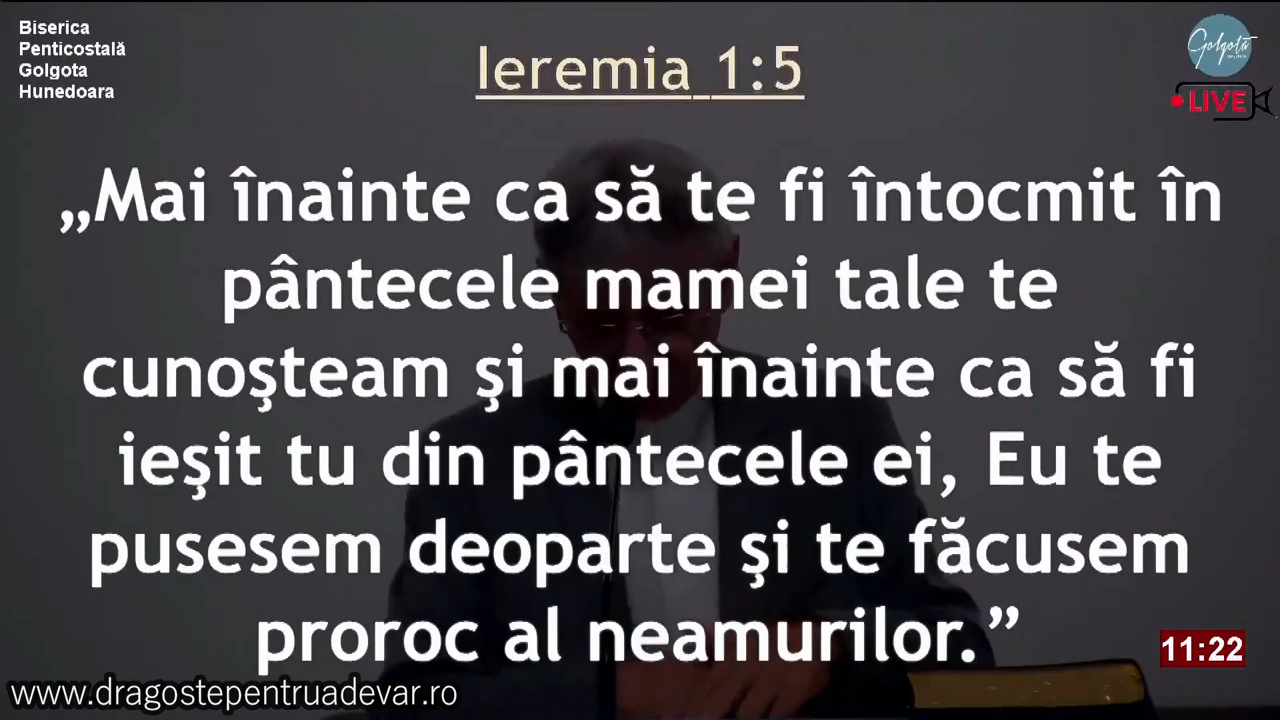 Biserica
Penticostală
Golgota
Hunedoara
Ieremia 1:5
Golgota
LIVE
„Mai înainte ca să te fi întocmit în
pântecele mamei tale te
cunoşteam şi mai înainte ca să fi
ieşit tu din pântecele ei, Eu te
pusesem deoparte şi te făcusem
proroc al neamurilor.”
11:22
www.dragostepentruadevar.ro